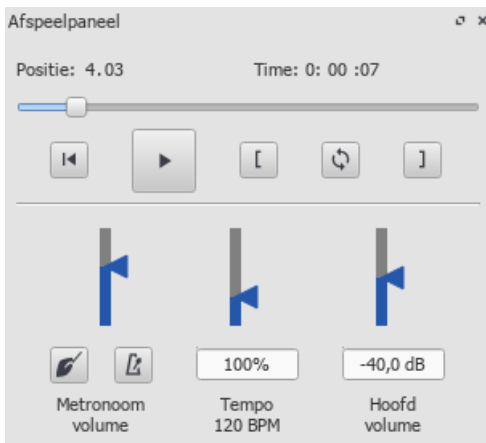 Afspeelpaneel
Positie: 4.03 Time: 0: 00 :07
[ ]
100% -40,0 dB
Metronoom Tempo Hoofd
volume 120 BPM volume